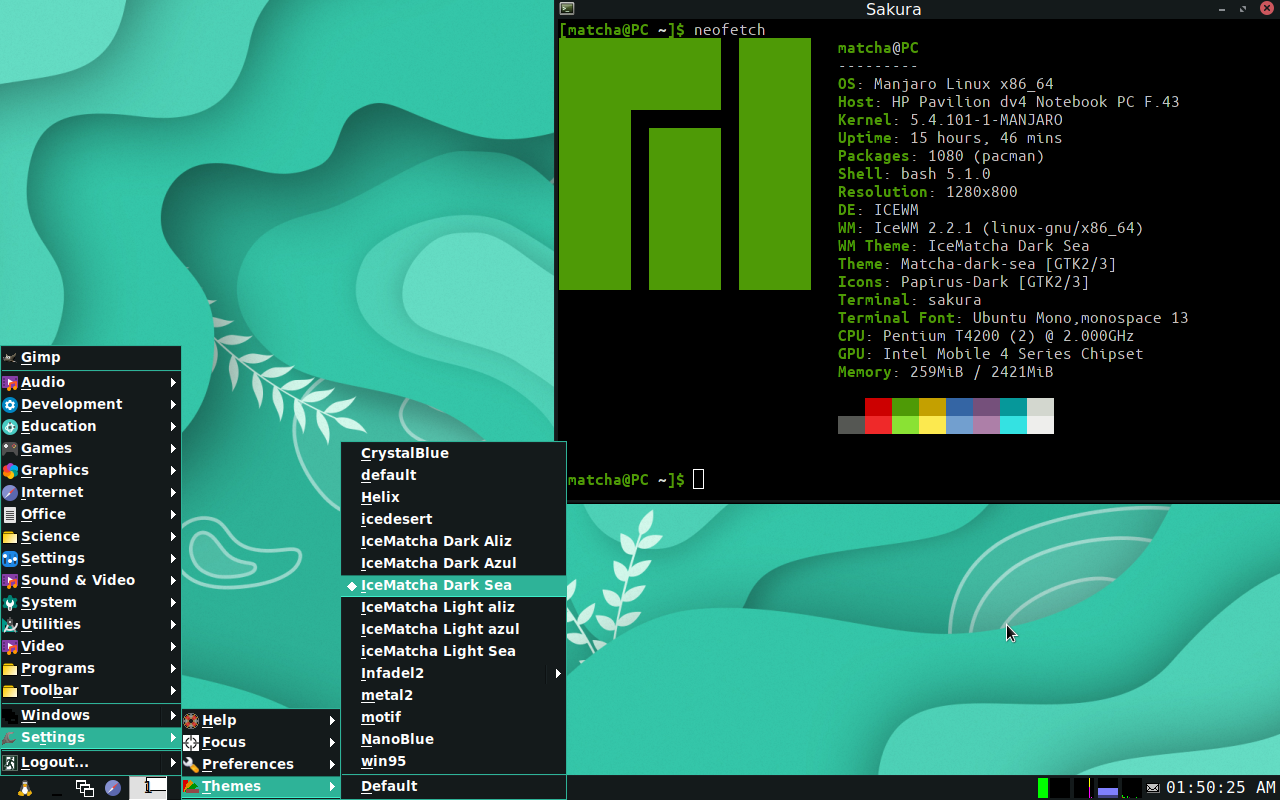 Sakura
[matcha@PC ~]$ neofetch
matcha@PC
---------
OS: Manjaro Linux x86_64
Host: HP Pavilion dv4 Notebook PC F.43
Kernel: 5.4.101-1-MANJARO
Uptime: 15 hours, 46 mins
Packages: 1080 (pacman)
Shell: bash 5.1.0
Resolution: 1280x800
DE: ICEWM
WM: IceWM 2.2.1 (linux-gnu/x86_64)
WM Theme: IceMatcha Dark Sea
Theme: Matcha-dark-sea [GTK2/3]
Icons: Papirus-Dark [GTK2/3]
Terminal: sakura
Terminal Font: Ubuntu Mono,monospace 13
CPU: Pentium T4200 (2) @ 2.000GHz
GPU: Intel Mobile 4 Series Chipset
Memory: 259MiB / 2421MiB
matcha@PC ~]$
Gimp
Audio
Development
Education
Games
Graphics
Internet
Office
Science
Settings
Sound & Video
System
Utilities
Video
Programs
Toolbar
Windows
Settings
Logout...
Help
Focus
Preferences
Themes
CrystalBlue
default
Helix
icedesert
IceMatcha Dark Aliz
IceMatcha Dark Azul
IceMatcha Dark Sea
IceMatcha Light aliz
IceMatcha Light azul
iceMatcha Light Sea
Infadel2
metal2
motif
NanoBlue
win95
Default
1
01:50:25 AM